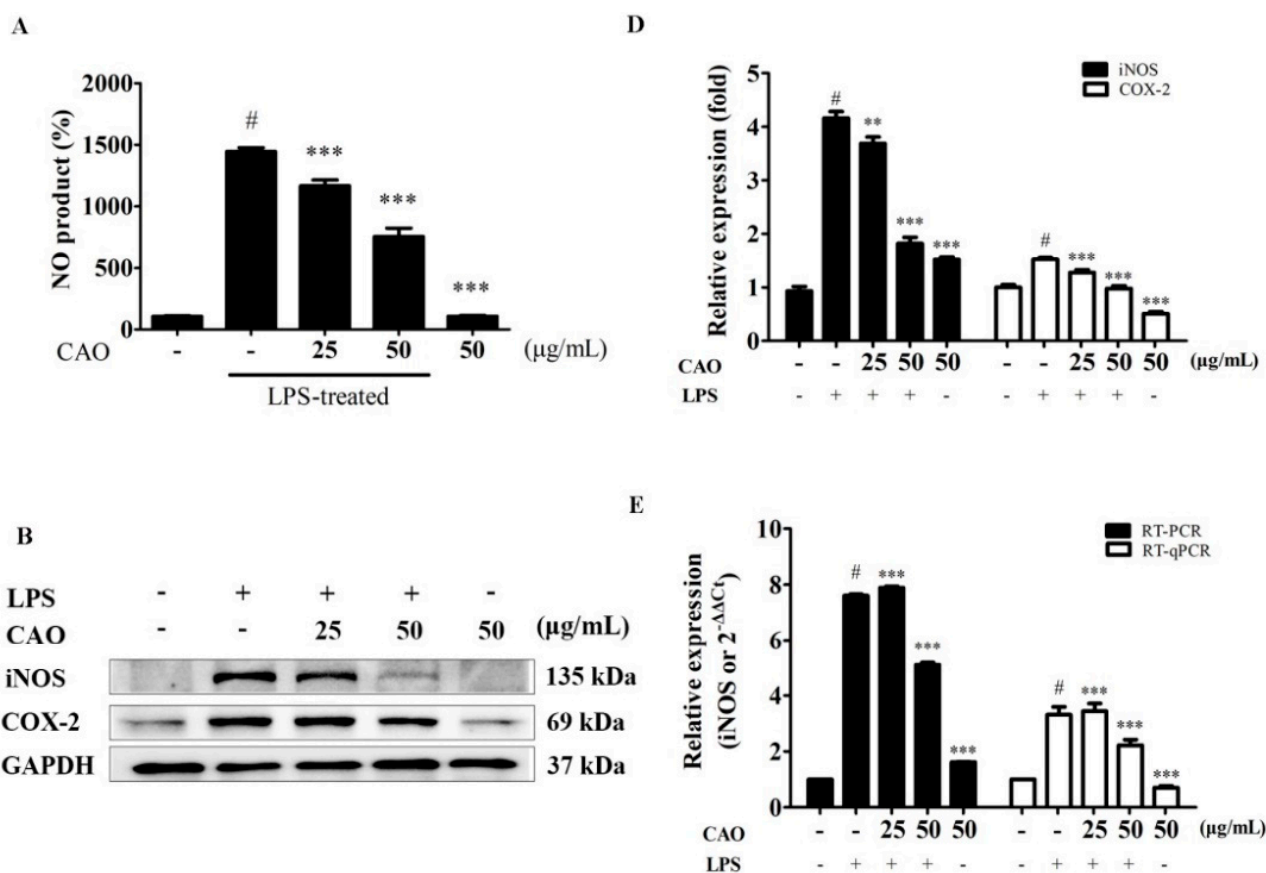 A
2000
1500
1000
500
0
NO product (%)
#
***
***
***
CAO - - 25 50 50 (μg/mL)
LPS-treated
B
LPS - + + + -
CAO - - 25 50 50 (μg/mL)
iNOS 135 kDa
COX-2 69 kDa
GAPDH 37 kDa
D
5
4
3
2
1
0
Relative expression (fold)
iNOS
COX-2
#
**
***
***
#
***
***
***
CAO - - 25 50 50 - - 25 50 50 (μg/mL)
LPS - + + + - - + + + -
E
10
8
6
4
2
0
Relative expression
(iNOS or 2^-ΔΔCt)
RT-PCR
RT-qPCR
#
***
***
***
#
***
***
***
CAO - - 25 50 50 - - 25 50 50 (μg/mL)
LPS - + + + - - + + + -